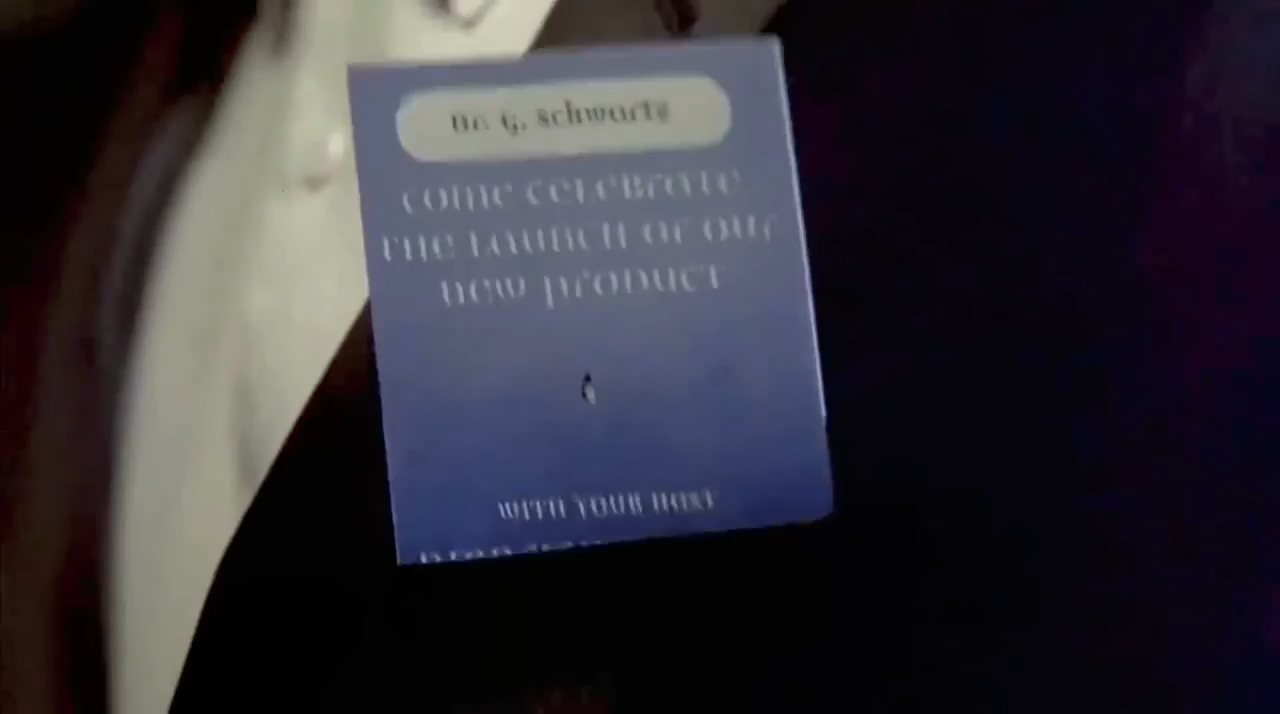 Dr. G. Schwartz
COME CELEBRATE
THE LAUNCH OF OUR
NEW PRODUCT
WITH YOUR HOST